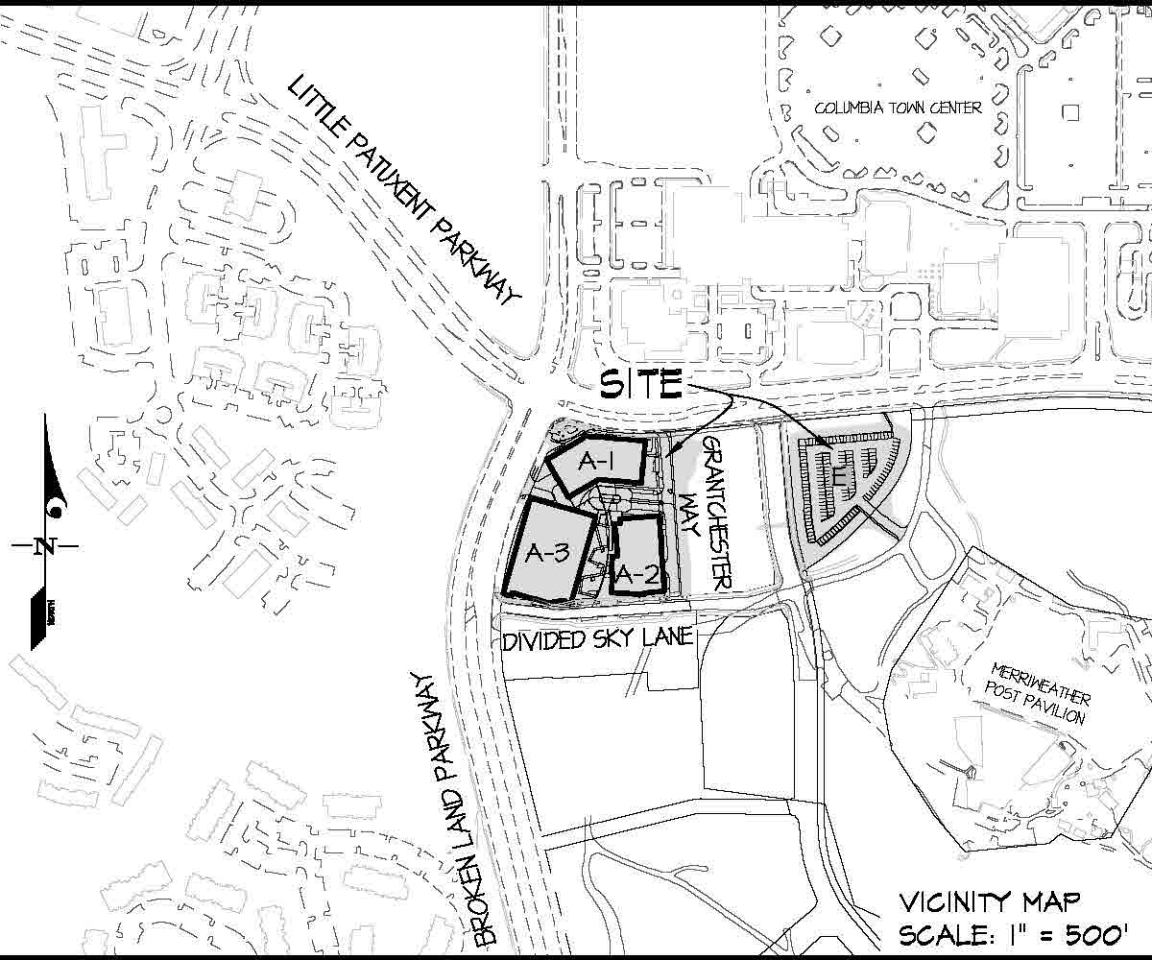 LITTLE PATUXENT PARKWAY
COLUMBIA TOWN CENTER
SITE
A-1
GRANTCHESTER
WAY
A-3
A-2
N
NORTH
DIVIDED SKY LANE
MERRIWEATHER
POST PAVILION
BROKEN LAND PARKWAY
VICINITY MAP
SCALE: 1" = 500'